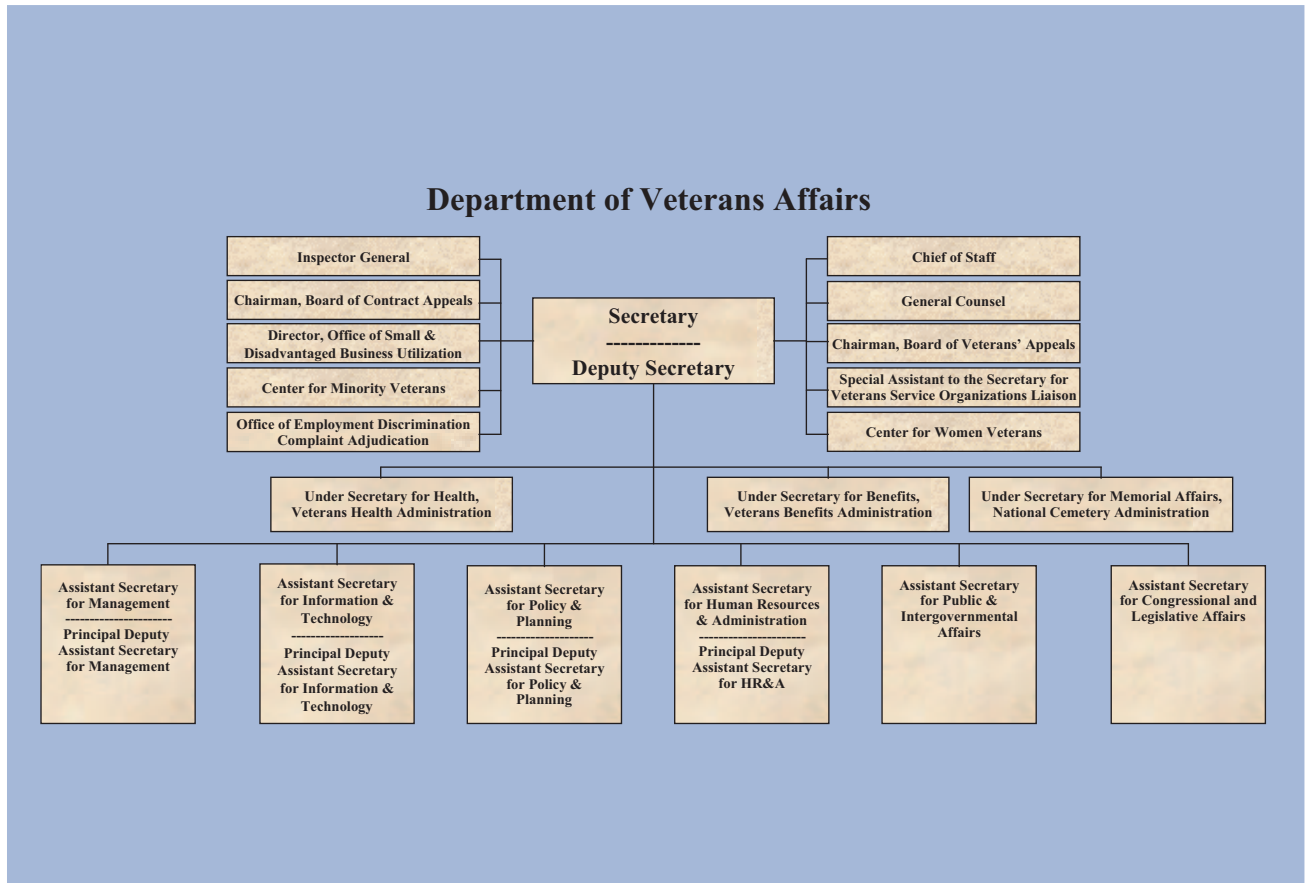 Department of Veterans Affairs
Inspector General
Chairman, Board of Contract Appeals
Director, Office of Small &
Disadvantaged Business Utilization
Center for Minority Veterans
Office of Employment Discrimination
Complaint Adjudication
Secretary
-------------
Deputy Secretary
Chief of Staff
General Counsel
Chairman, Board of Veterans’ Appeals
Special Assistant to the Secretary for
Veterans Service Organizations Liaison
Center for Women Veterans
Under Secretary for Health,
Veterans Health Administration
Under Secretary for Benefits,
Veterans Benefits Administration
Under Secretary for Memorial Affairs,
National Cemetery Administration
Assistant Secretary
for Management
----------------------
Principal Deputy
Assistant Secretary
for Management
Assistant Secretary
for Information &
Technology
-------------------
Principal Deputy
Assistant Secretary
for Information &
Technology
Assistant Secretary
for Policy &
Planning
--------------------
Principal Deputy
Assistant Secretary
for Policy &
Planning
Assistant Secretary
for Human Resources
& Administration
----------------------
Principal Deputy
Assistant Secretary
for HR&A
Assistant Secretary
for Public &
Intergovernmental
Affairs
Assistant Secretary
for Congressional and
Legislative Affairs